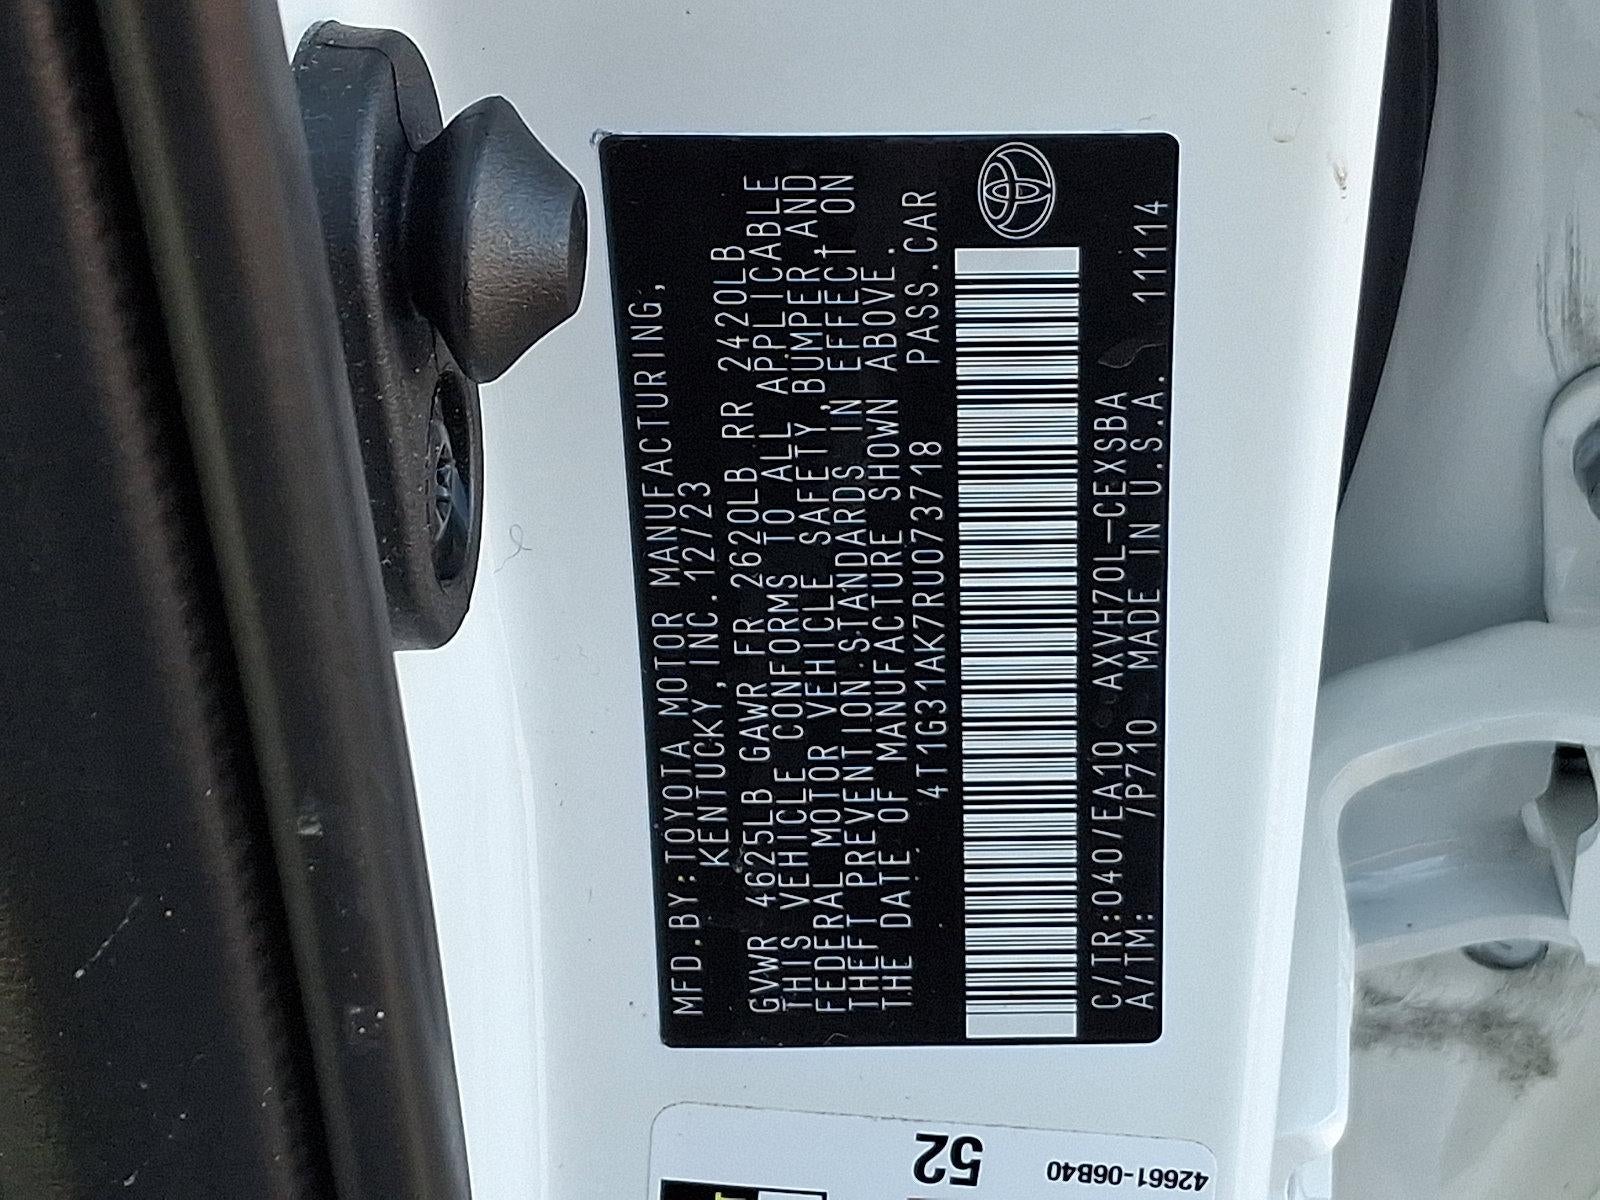 MFD.BY:TOYOTA MOTOR MANUFACTURING,
KENTUCKY,INC.12/23
GVWR 4625LB GAWR FR 2620LB RR 2420LB
THIS VEHICLE CONFORMS TO ALL APPLICABLE
FEDERAL MOTOR VEHICLE SAFETY,BUMPER,AND
THEFT PREVENTION STANDARDS IN EFFECT ON
THE DATE OF MANUFACTURE SHOWN ABOVE.
4T1G31AK7RU073718 PASS.CAR
C/TR:040/EA10 AXVH70L-CEXSBA
A/TM: /P710 MADE IN U.S.A. 11114
52
42661-06B40